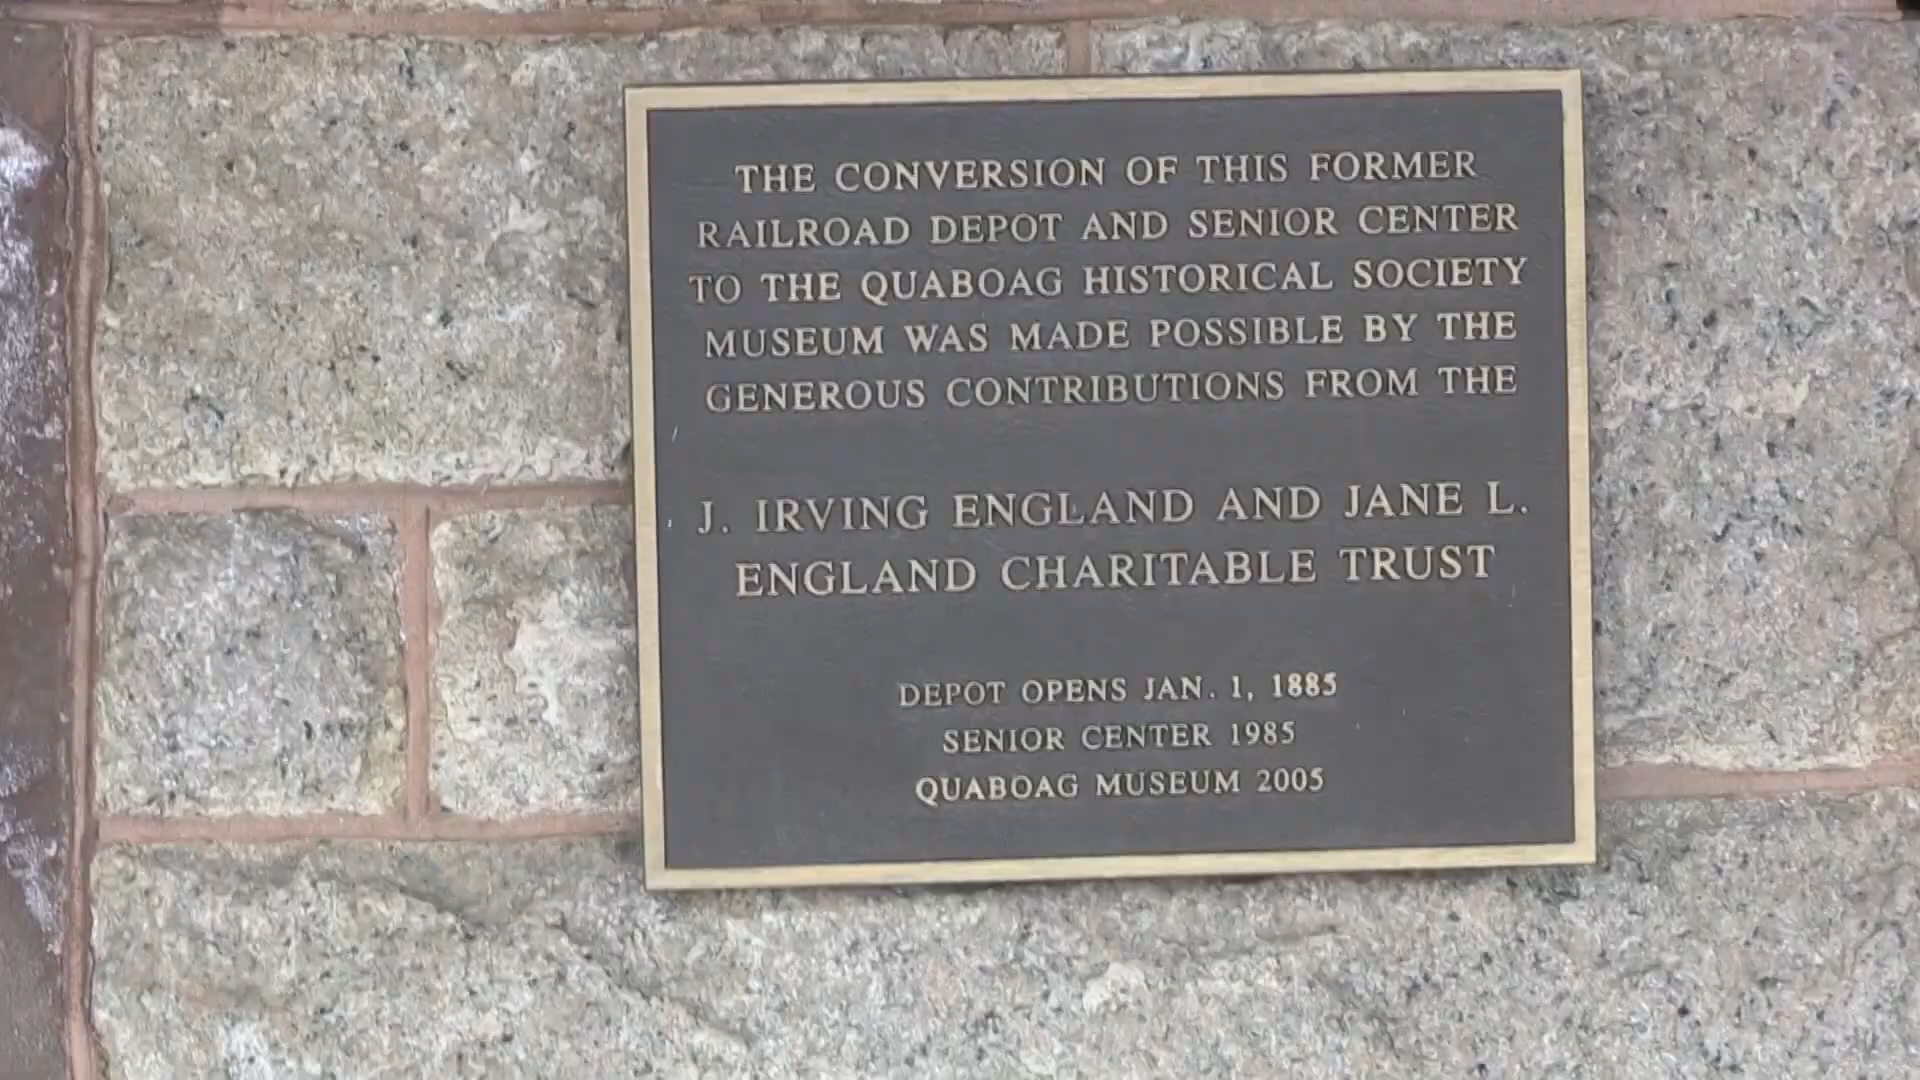 THE CONVERSION OF THIS FORMER
RAILROAD DEPOT AND SENIOR CENTER
TO THE QUABOAG HISTORICAL SOCIETY
MUSEUM WAS MADE POSSIBLE BY THE
GENEROUS CONTRIBUTIONS FROM THE
J. IRVING ENGLAND AND JANE L.
ENGLAND CHARITABLE TRUST
DEPOT OPENS JAN. 1, 1885
SENIOR CENTER 1985
QUABOAG MUSEUM 2005